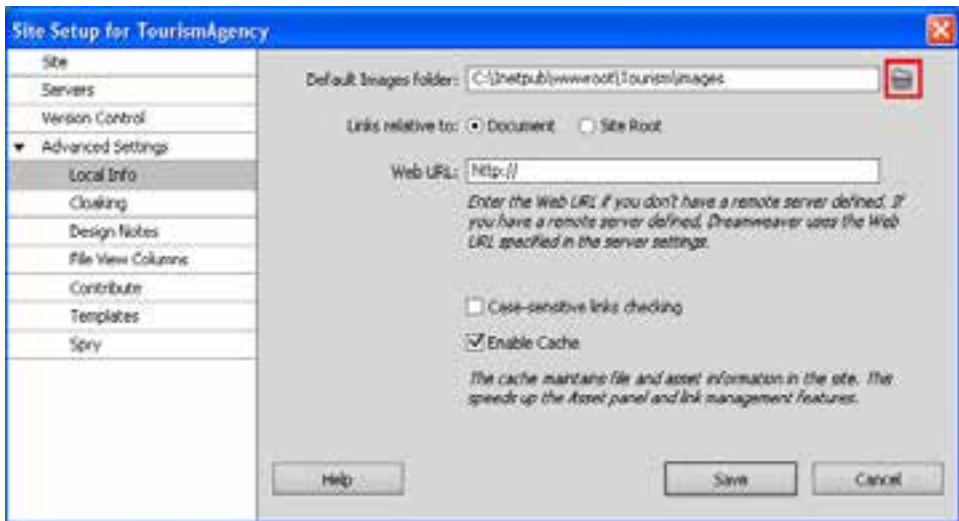 Site Setup for TourismAgency
Site
Servers
Version Control
Advanced Settings
Local Info
Cloaking
Design Notes
File View Columns
Contribute
Templates
Spry
Default Images folder: C:\Inetpub\wwwroot\Tourism\images
Links relative to: Document Site Root
Web URL: http://
Enter the Web URL if you don't have a remote server defined. If
you have a remote server defined, Dreamweaver uses the Web
URL specified in the server settings.
Case-sensitive links checking
Enable Cache
The cache maintains file and asset information in the site. This
speeds up the Asset panel and link management features.
Help Save Cancel